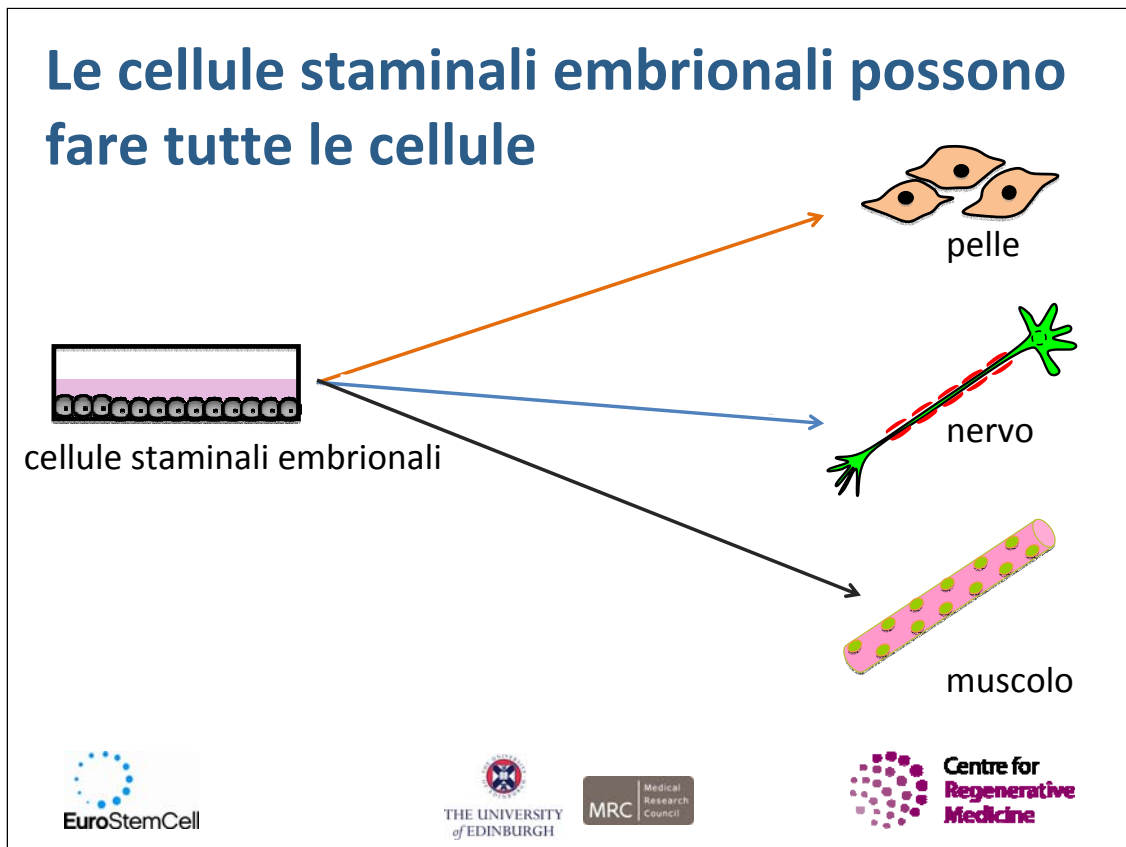 Le cellule staminali embrionali possono
fare tutte le cellule
pelle
nervo
cellule staminali embrionali
muscolo
EuroStemCell
THE UNIVERSITY
of EDINBURGH
MRC
Medical
Research
Council
Centre for
Regenerative
Medicine